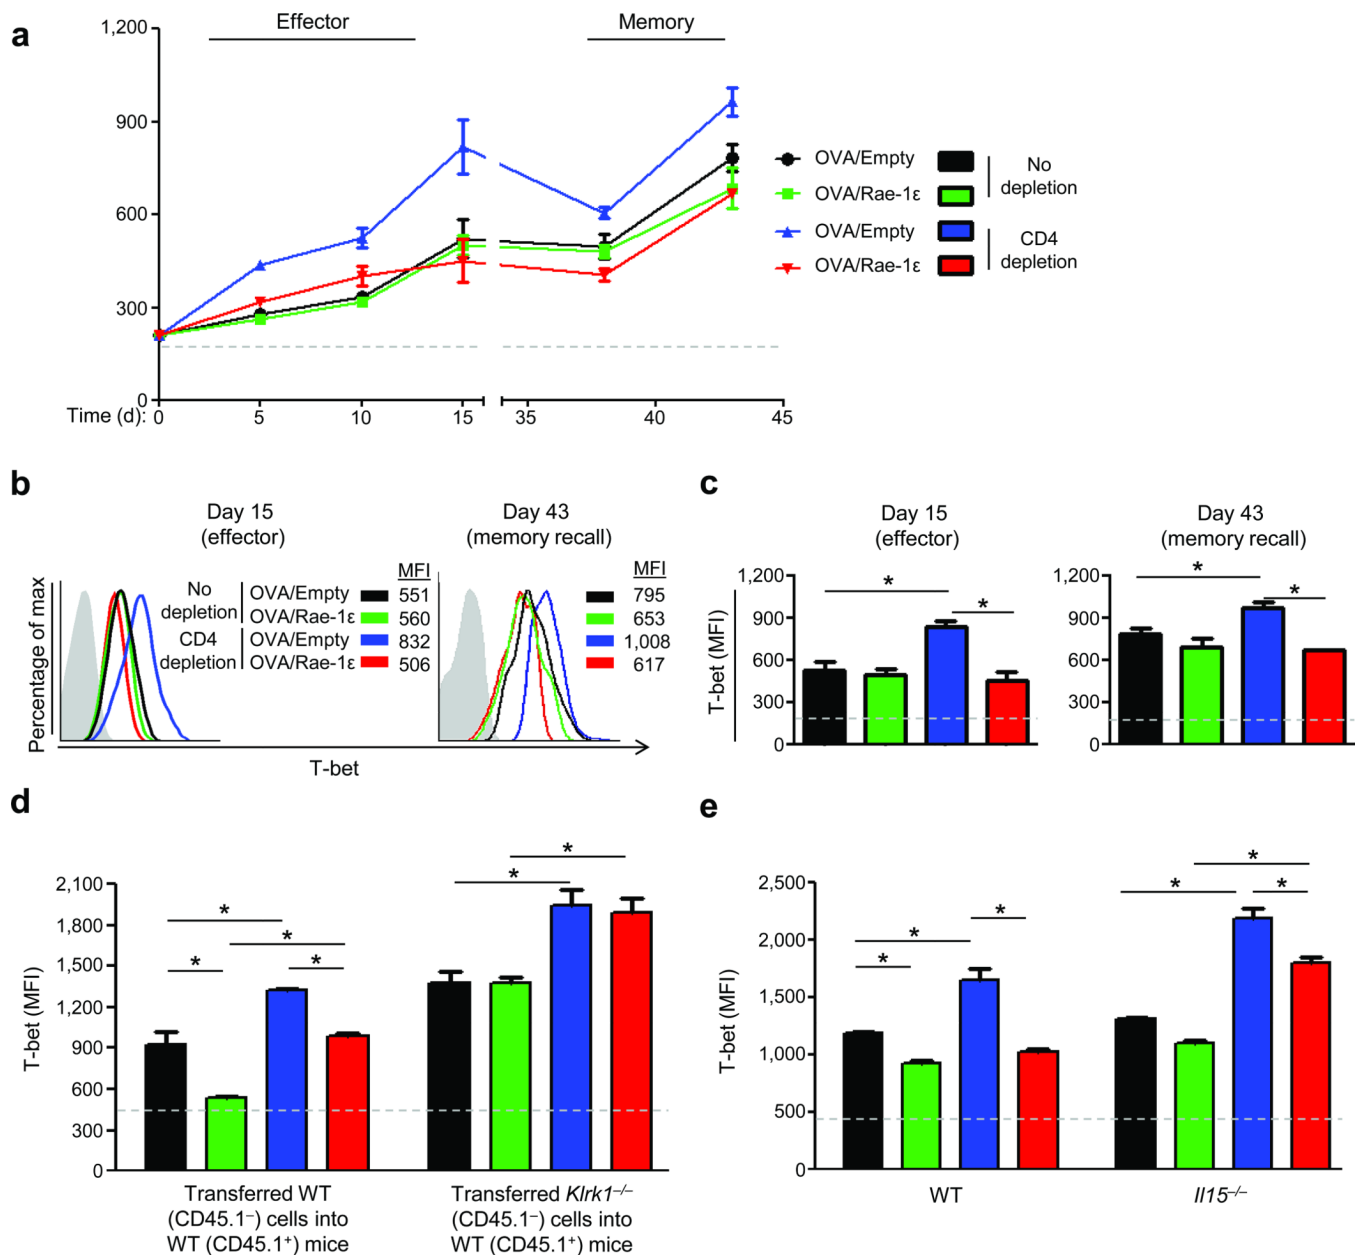 a
Effector
Memory
1,200
900
600
300
0
Time (d): 0 5 10 15 35 40 45
OVA/Empty
OVA/Rae-1ε
No
depletion
OVA/Empty
OVA/Rae-1ε
CD4
depletion
b
Day 15
(effector)
Day 43
(memory recall)
Percentage of max
MFI
MFI
No
depletion
OVA/Empty 551 795
OVA/Rae-1ε 560 653
CD4
depletion
OVA/Empty 832 1,008
OVA/Rae-1ε 506 617
T-bet
c
Day 15
(effector)
Day 43
(memory recall)
T-bet (MFI)
1,200
900
600
300
0
* *
1,200
900
600
300
0
* *
d
T-bet (MFI)
2,100
1,800
1,500
1,200
900
600
300
0
* * * *
* *
Transferred WT
(CD45.1–) cells into
WT (CD45.1+) mice
Transferred Klrk1–/–
(CD45.1–) cells into
WT (CD45.1+) mice
e
T-bet (MFI)
2,500
2,000
1,500
1,000
500
0
* * *
* * *
WT
Il15–/–